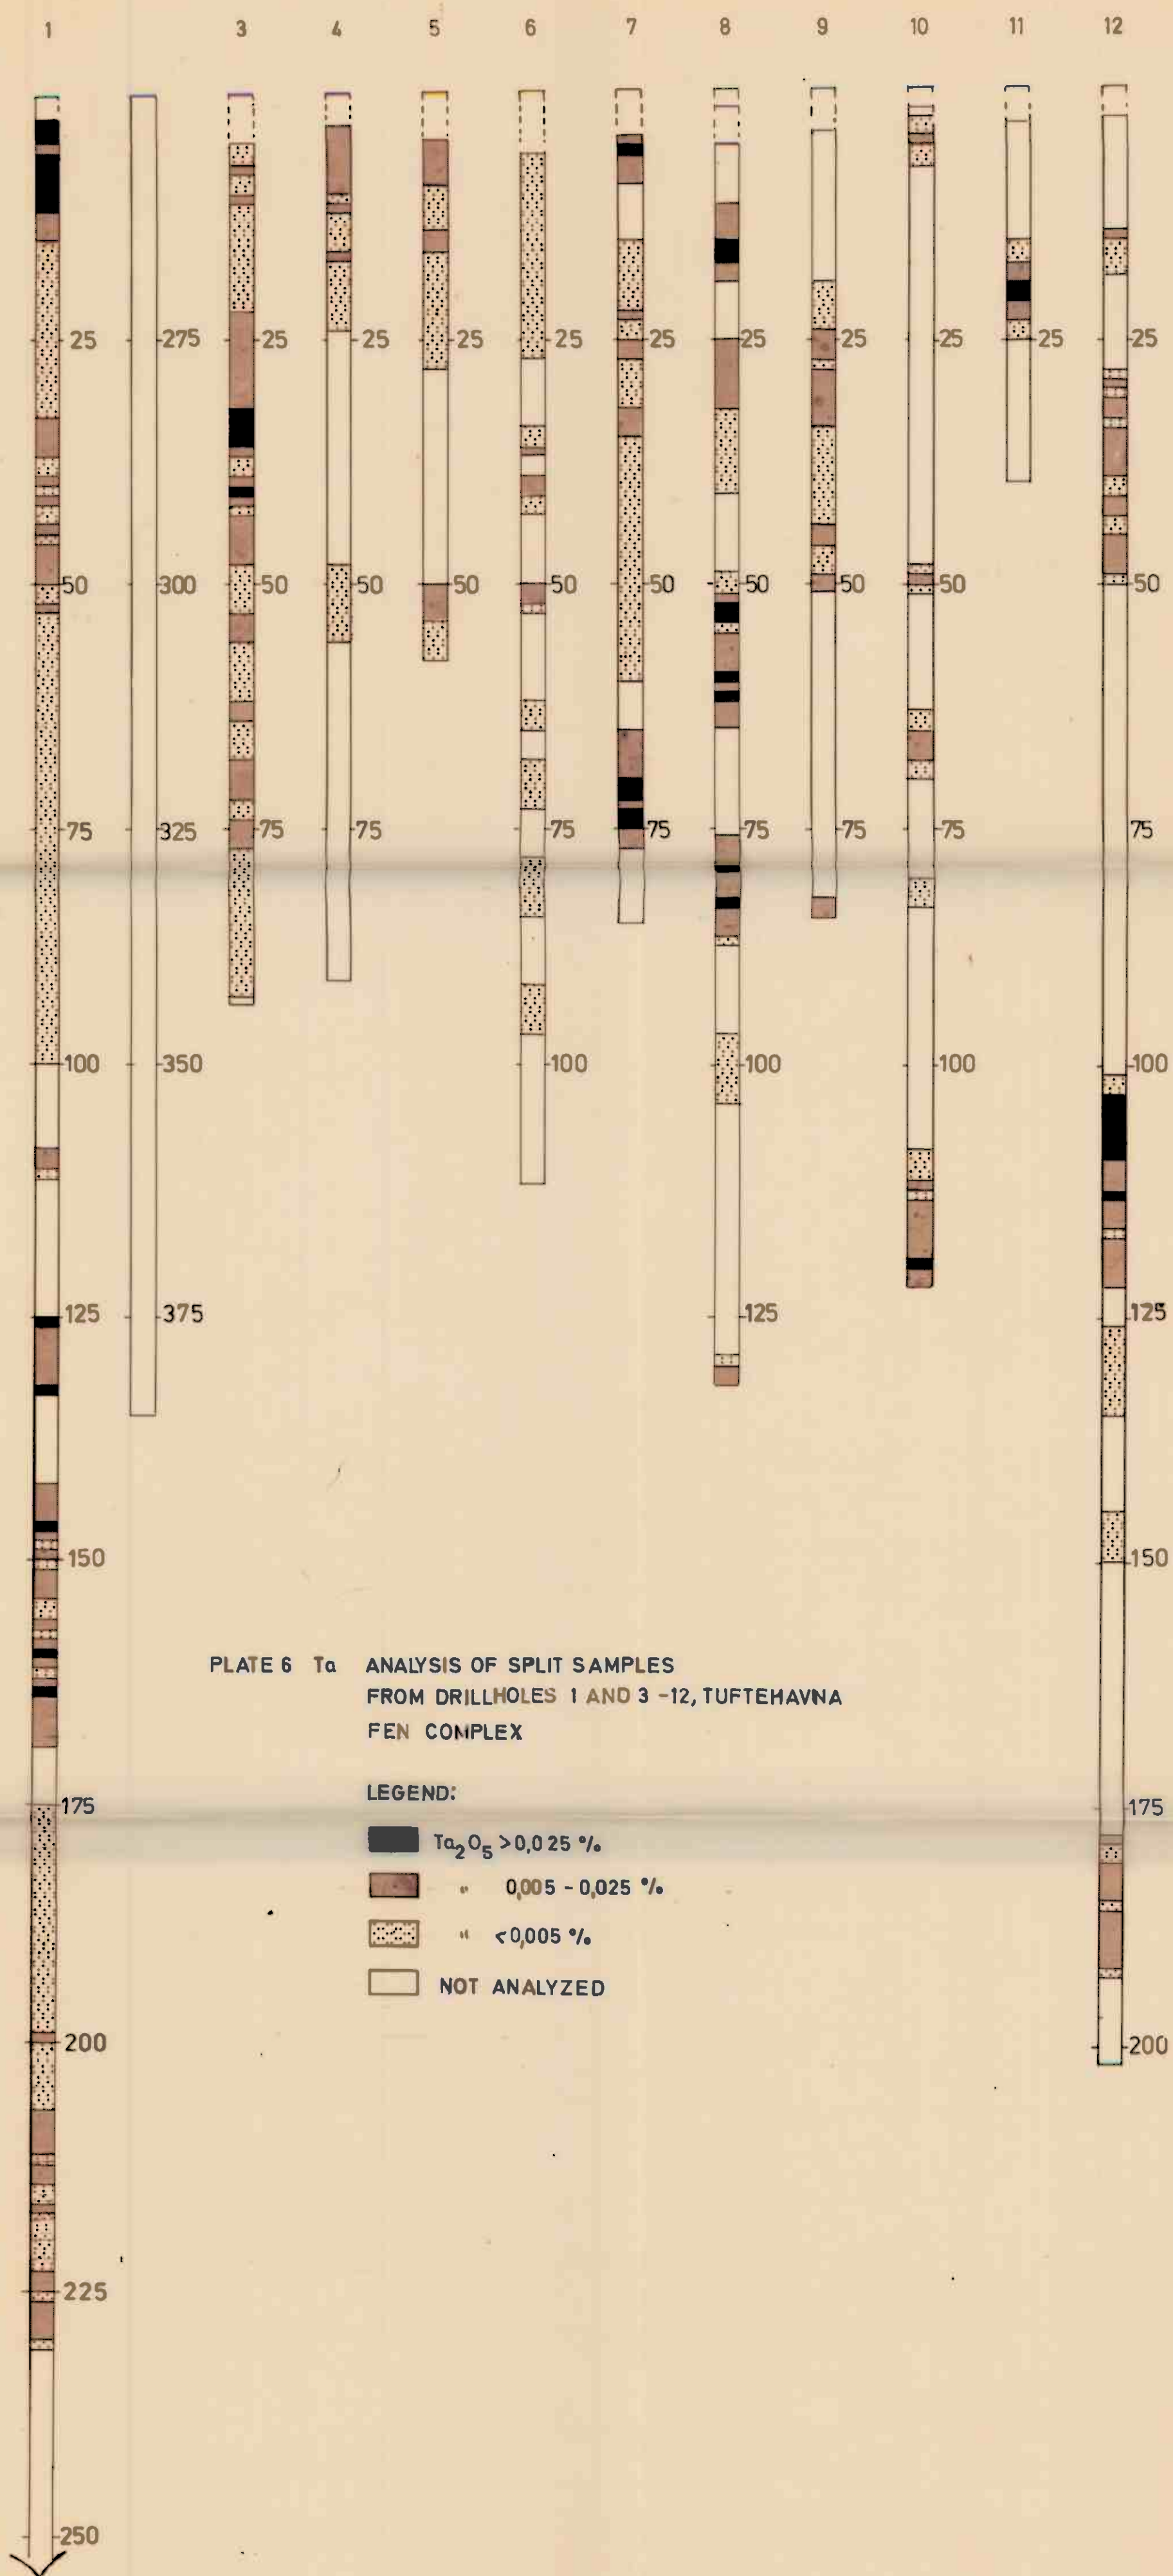 1 3 4 5 6 7 8 9 10 11 12
25 275 25 25 25 25 25 25 25 25 25 25
50 300 50 50 50 50 50 50 50 50 50
75 325 75 75 75 75 75 75 75 75
100 350 100 100 100 100
125 375 125 125
150 150
PLATE 6 Ta ANALYSIS OF SPLIT SAMPLES
FROM DRILLHOLES 1 AND 3 -12, TUFTEHAVNA
FEN COMPLEX
LEGEND:
175 175
Ta₂O₅ >0,025 %
" 0,005 - 0,025 %
" <0,005 %
NOT ANALYZED
200 200
225
250